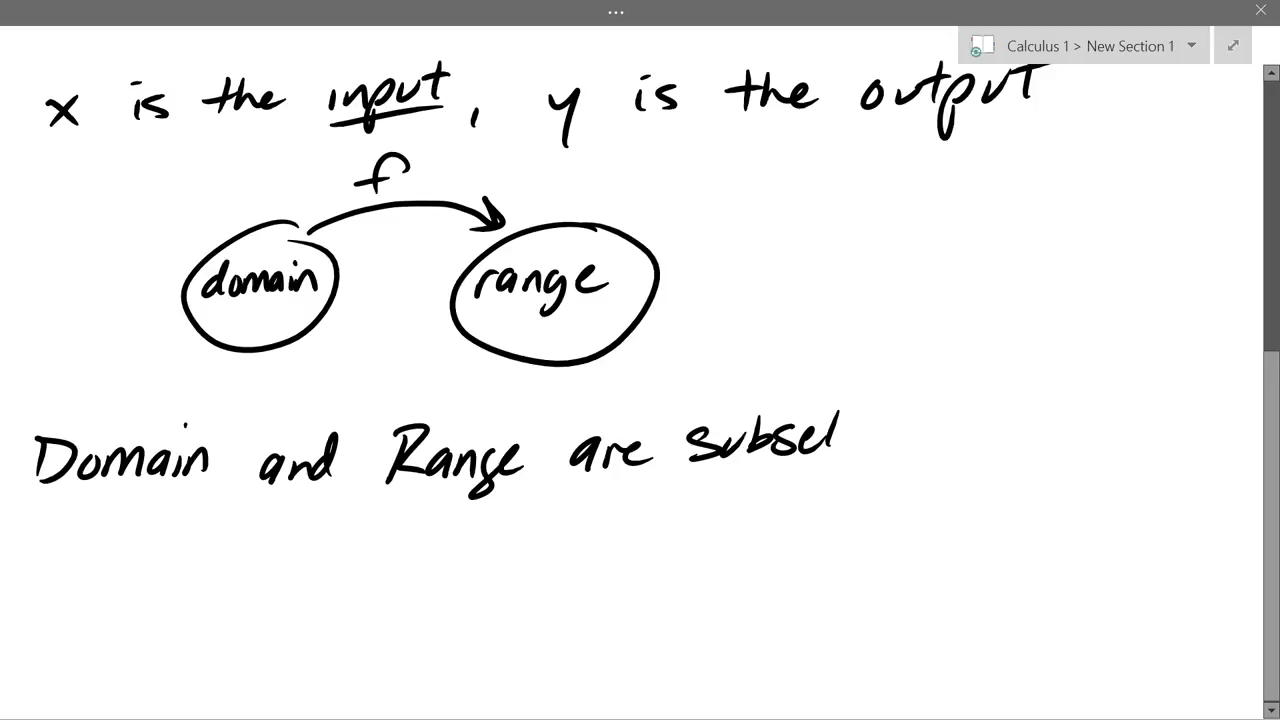 Calculus 1 > New Section 1
x is the input, y is the output
f
domain range
Domain and Range are subset